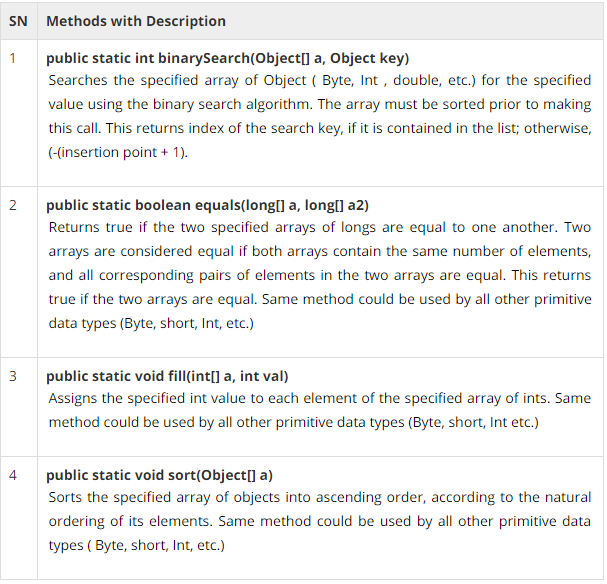 SN Methods with Description
1 public static int binarySearch(Object[] a, Object key)
Searches the specified array of Object ( Byte, Int , double, etc.) for the specified
value using the binary search algorithm. The array must be sorted prior to making
this call. This returns index of the search key, if it is contained in the list; otherwise,
(-(insertion point + 1).
2 public static boolean equals(long[] a, long[] a2)
Returns true if the two specified arrays of longs are equal to one another. Two
arrays are considered equal if both arrays contain the same number of elements,
and all corresponding pairs of elements in the two arrays are equal. This returns
true if the two arrays are equal. Same method could be used by all other primitive
data types (Byte, short, Int, etc.)
3 public static void fill(int[] a, int val)
Assigns the specified int value to each element of the specified array of ints. Same
method could be used by all other primitive data types (Byte, short, Int etc.)
4 public static void sort(Object[] a)
Sorts the specified array of objects into ascending order, according to the natural
ordering of its elements. Same method could be used by all other primitive data
types ( Byte, short, Int, etc.)